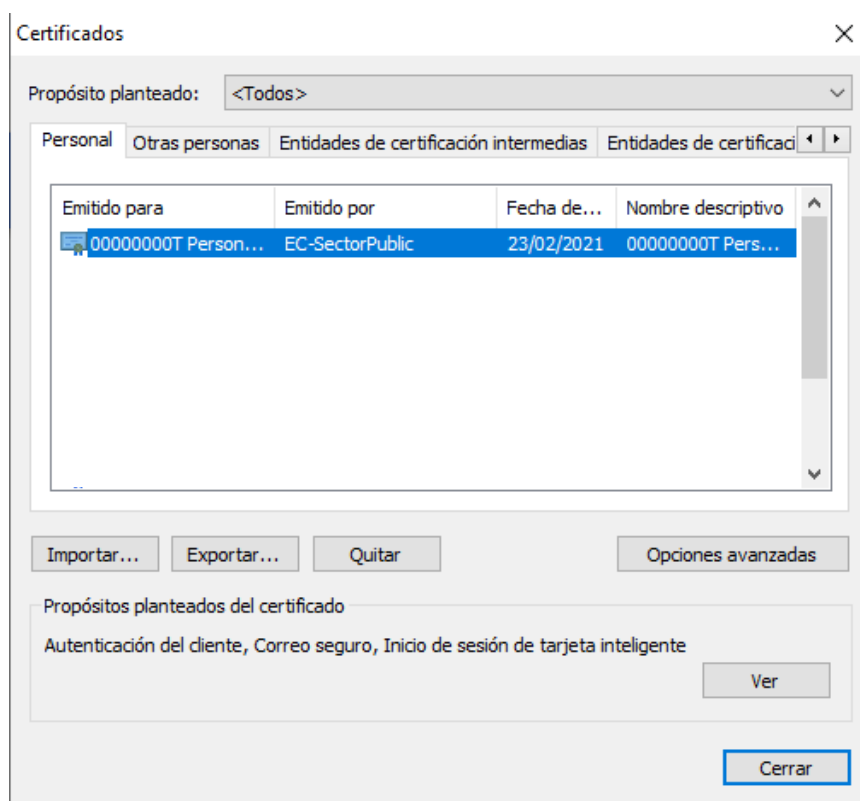 Certificados
Propósito planteado: <Todos>
Personal Otras personas Entidades de certificación intermedias Entidades de certificaci
Emitido para Emitido por Fecha de... Nombre descriptivo
00000000T Person... EC-SectorPublic 23/02/2021 00000000T Pers...
Importar... Exportar... Quitar Opciones avanzadas
Propósitos planteados del certificado
Autenticación del cliente, Correo seguro, Inicio de sesión de tarjeta inteligente
Ver
Cerrar